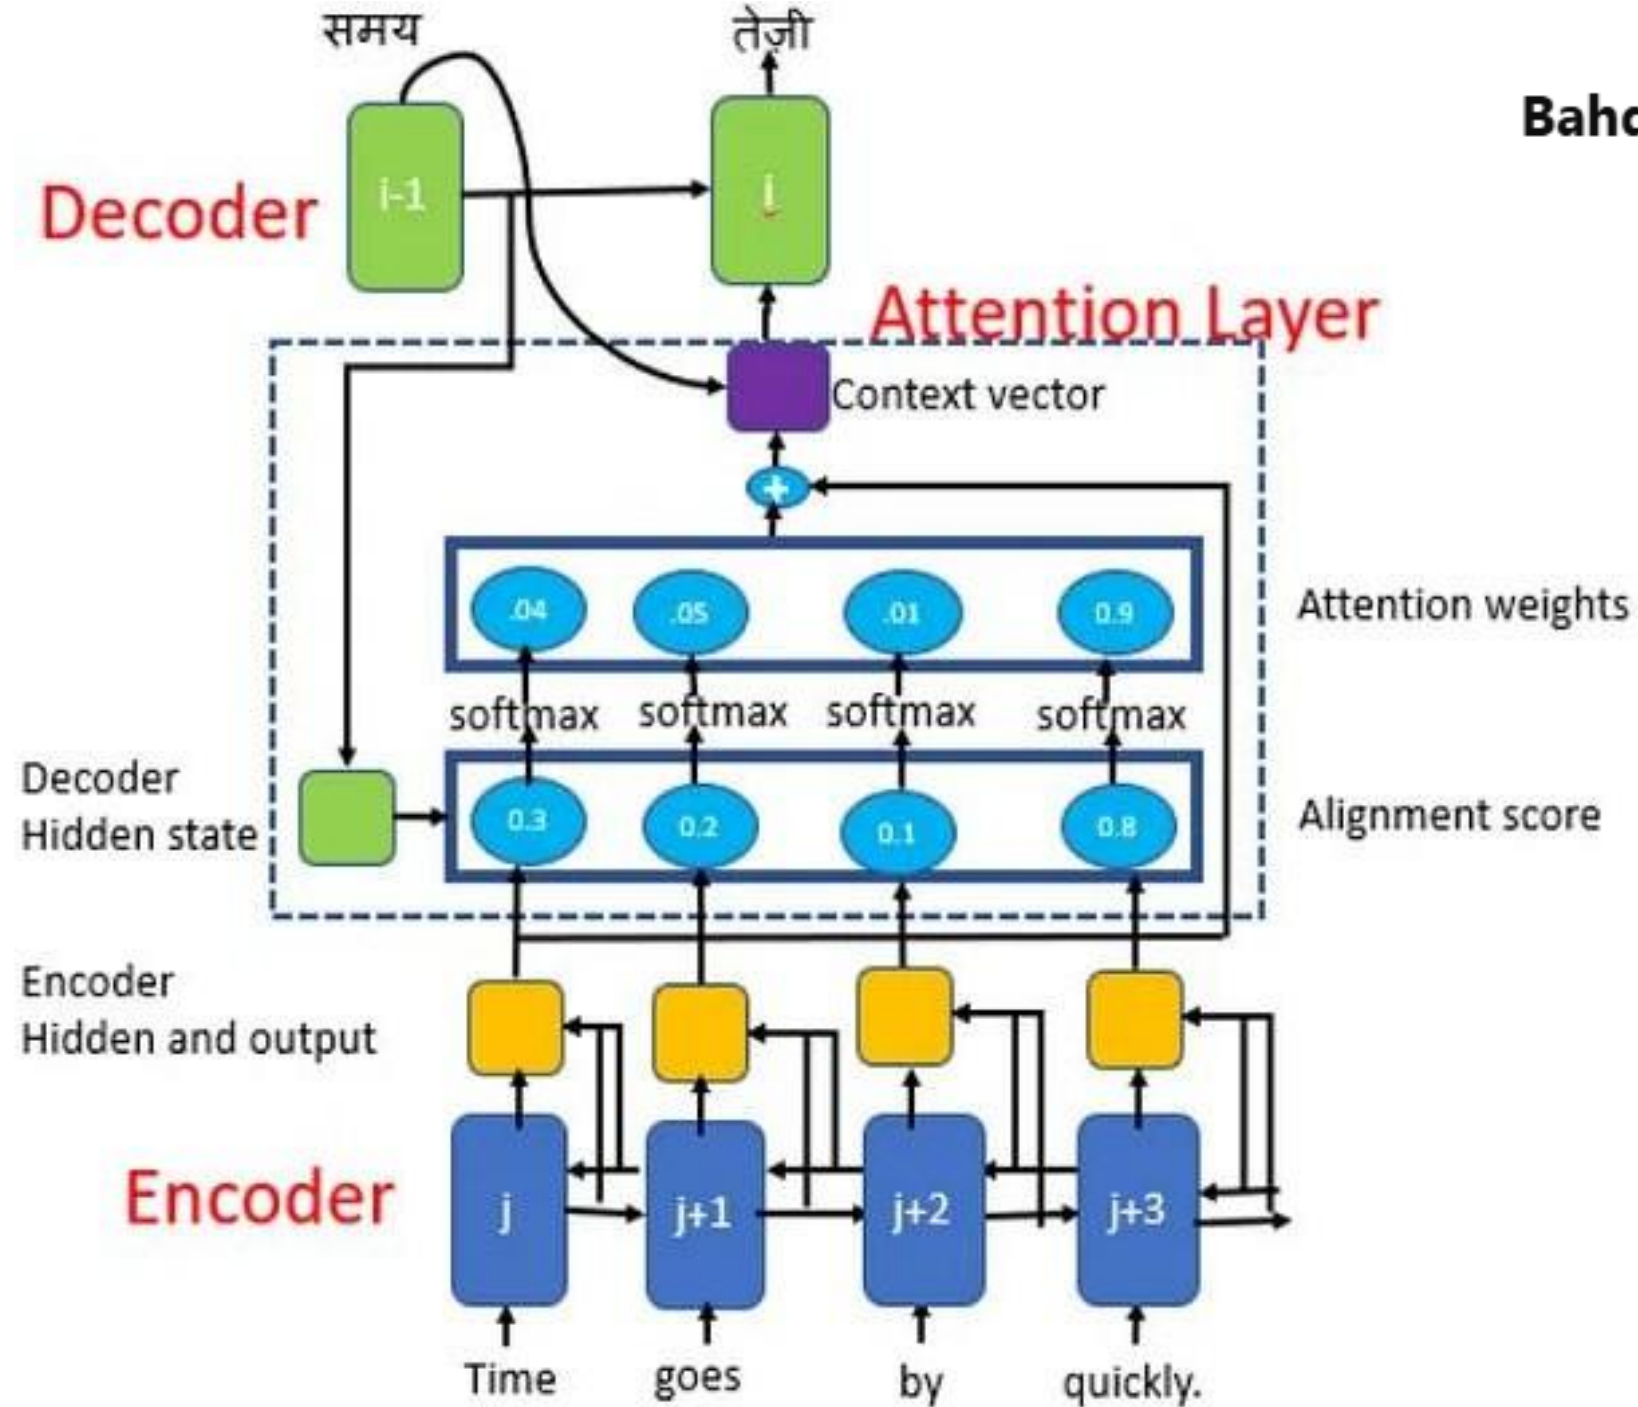 समय
तेज़ी
Bahd
i-1
i
Decoder
Attention Layer
Context vector
+
.04
.05
.01
0.9
Attention weights
softmax
softmax
softmax
softmax
Decoder
Hidden state
0.3
0.2
0.1
0.8
Alignment score
Encoder
Hidden and output
Encoder
j
j+1
j+2
j+3
Time
goes
by
quickly.